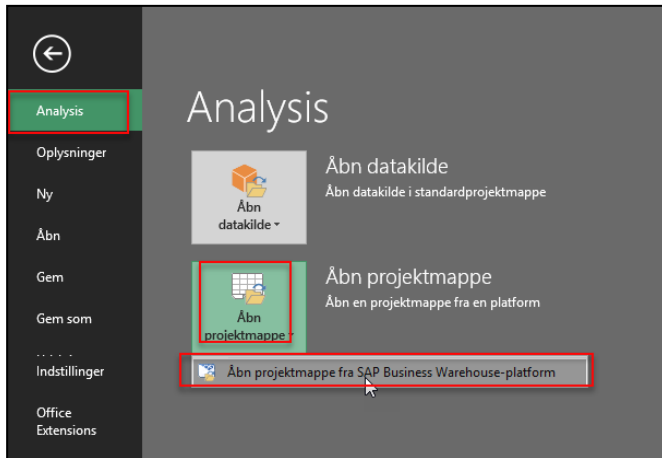 Analysis
Oplysninger
Ny
Åbn
Gem
Gem som
Indstillinger
Office
Extensions
Analysis
Åbn
datakilde
Åbn datakilde
Åbn datakilde i standardprojektmappe
Åbn
projektmappe
Åbn projektmappe
Åbn en projektmappe fra en platform
Åbn projektmappe fra SAP Business Warehouse-platform